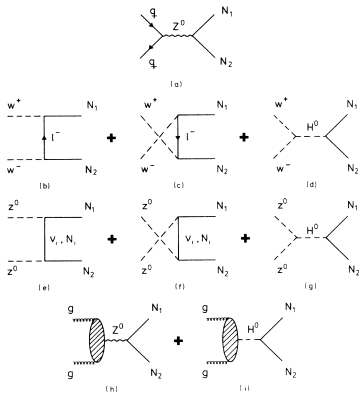 q Z⁰ N₁
q N₂
(a)
w⁺ N₁ w⁺ N₁ w⁺ N₁
l⁻ + l⁻ + H⁰
w⁻ N₂ w⁻ N₂ w⁻ N₂
(b) (c) (d)
z⁰ N₁ z⁰ N₁ z⁰ N₁
νᵢ, Nᵢ + νᵢ, Nᵢ + H⁰
z⁰ N₂ z⁰ N₂ z⁰ N₂
(e) (f) (g)
g Z⁰ N₁ g H⁰ N₁
+
g N₂ g N₂
(h) (i)